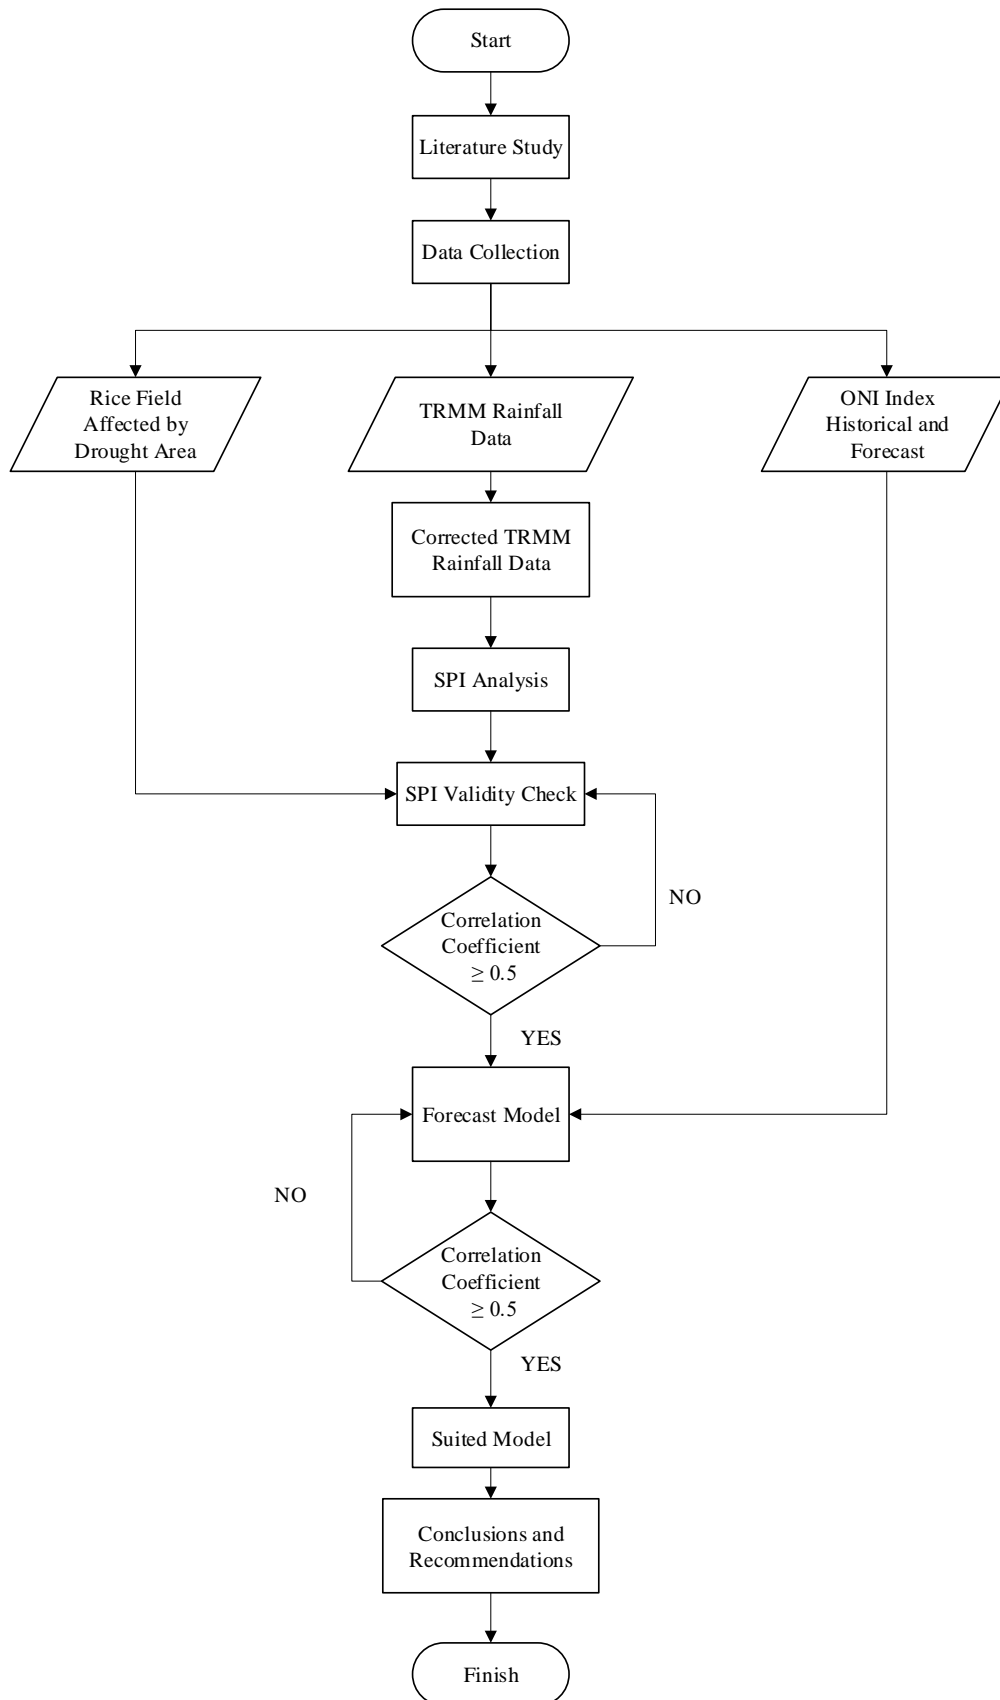 Start
Literature Study
Data Collection
Rice Field
Affected by
Drought Area
TRMM Rainfall
Data
ONI Index
Historical and
Forecast
Corrected TRMM
Rainfall Data
SPI Analysis
SPI Validity Check
Correlation
Coefficient
≥ 0.5
NO
YES
Forecast Model
NO
Correlation
Coefficient
≥ 0.5
YES
Suited Model
Conclusions and
Recommendations
Finish